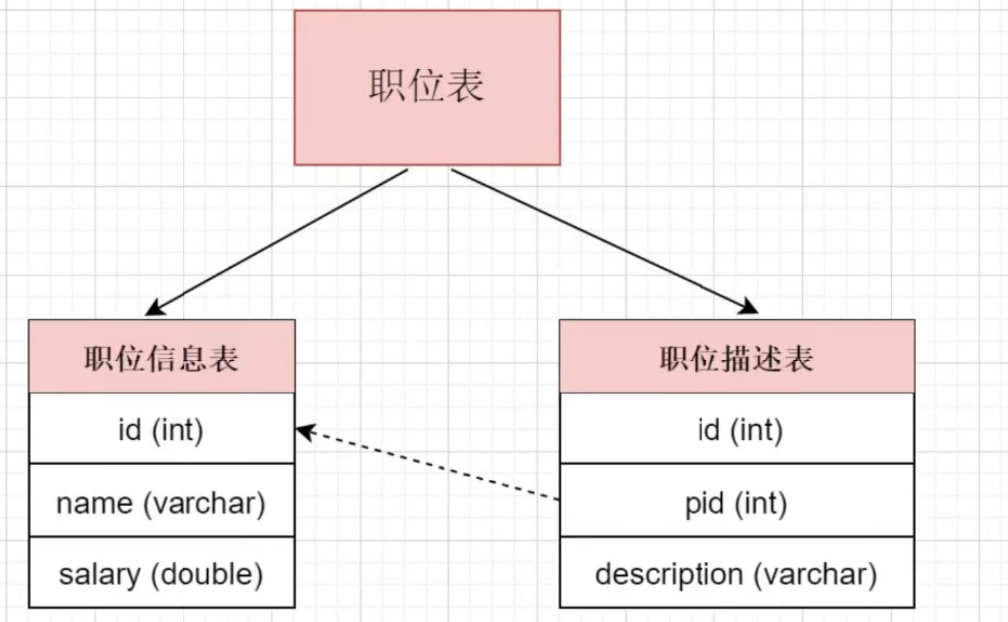 职位表
职位信息表
id (int)
name (varchar)
salary (double)
职位描述表
id (int)
pid (int)
description (varchar)